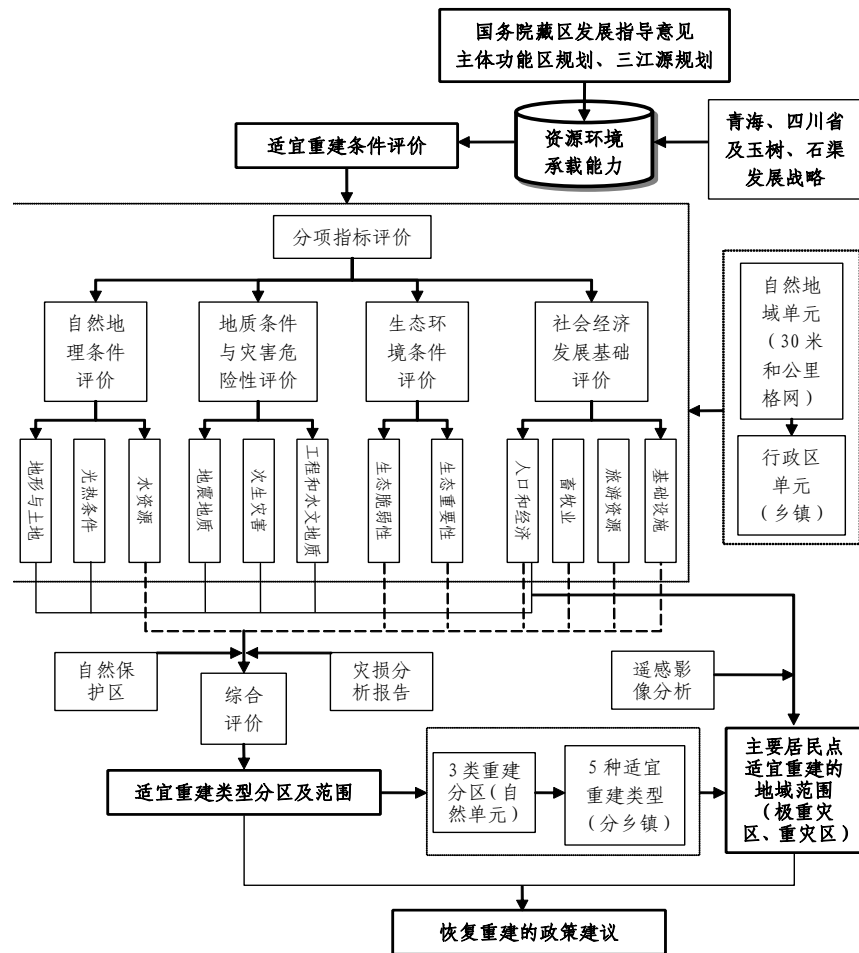 国务院藏区发展指导意见
主体功能区规划、三江源规划
青海、四川省
及玉树、石渠
发展战略
资源环境
承载能力
适宜重建条件评价
分项指标评价
自然地
理条件
评价
地质条件
与灾害危
险性评价
生态环
境条件
评价
社会经济
发展基础
评价
自然地
域单元
(30米
和公里
格网)
行政区
单元
(乡镇)
地形与土地
光热条件
水资源
地震地质
次生灾害
工程和水文地质
生态脆弱性
生态重要性
人口和经济
畜牧业
旅游资源
基础设施
自然保
护区
灾损分
析报告
遥感影
像分析
综合
评价
适宜重建类型分区及范围
3类重建
分区(自
然单元)
5种适宜
重建类型
(分乡镇)
主要居民点
适宜重建的
地域范围
(极重灾
区、重灾区)
恢复重建的政策建议